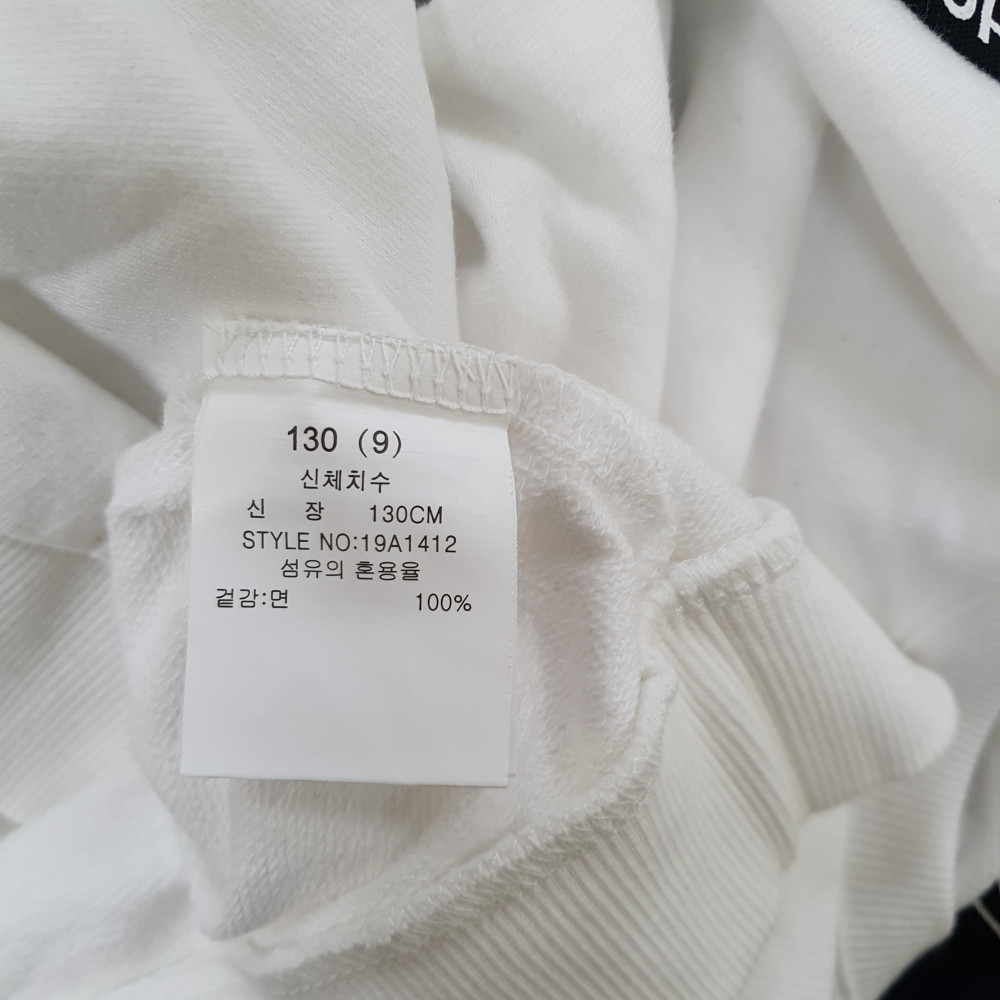 130 (9)
신체치수
신 장 130CM
STYLE NO:19A1412
섬유의 혼용율
겉감:면 100%